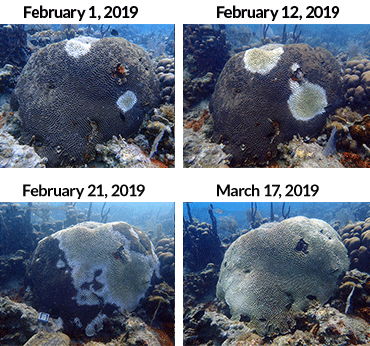 February 1, 2019
February 12, 2019
February 21, 2019
March 17, 2019